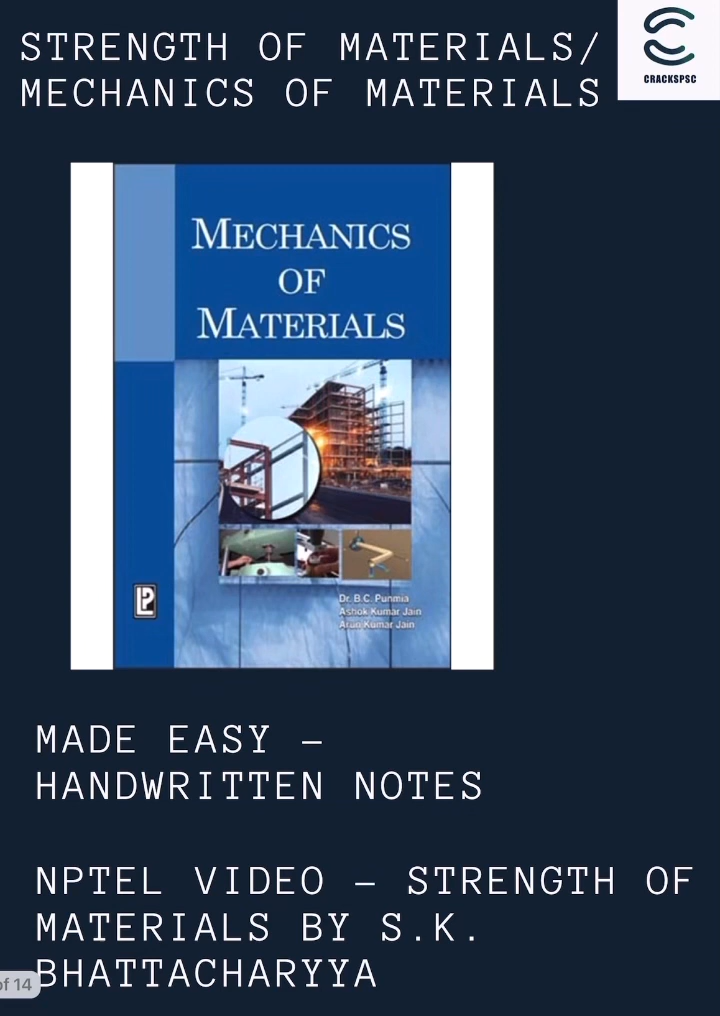 STRENGTH OF MATERIALS/
MECHANICS OF MATERIALS
CRACKSPSC
MECHANICS
OF
MATERIALS
LP
Dr. B.C. Punmia
Ashok Kumar Jain
Arun Kumar Jain
MADE EASY –
HANDWRITTEN NOTES
NPTEL VIDEO – STRENGTH OF
MATERIALS BY S.K.
BHATTACHARYYA
of 14